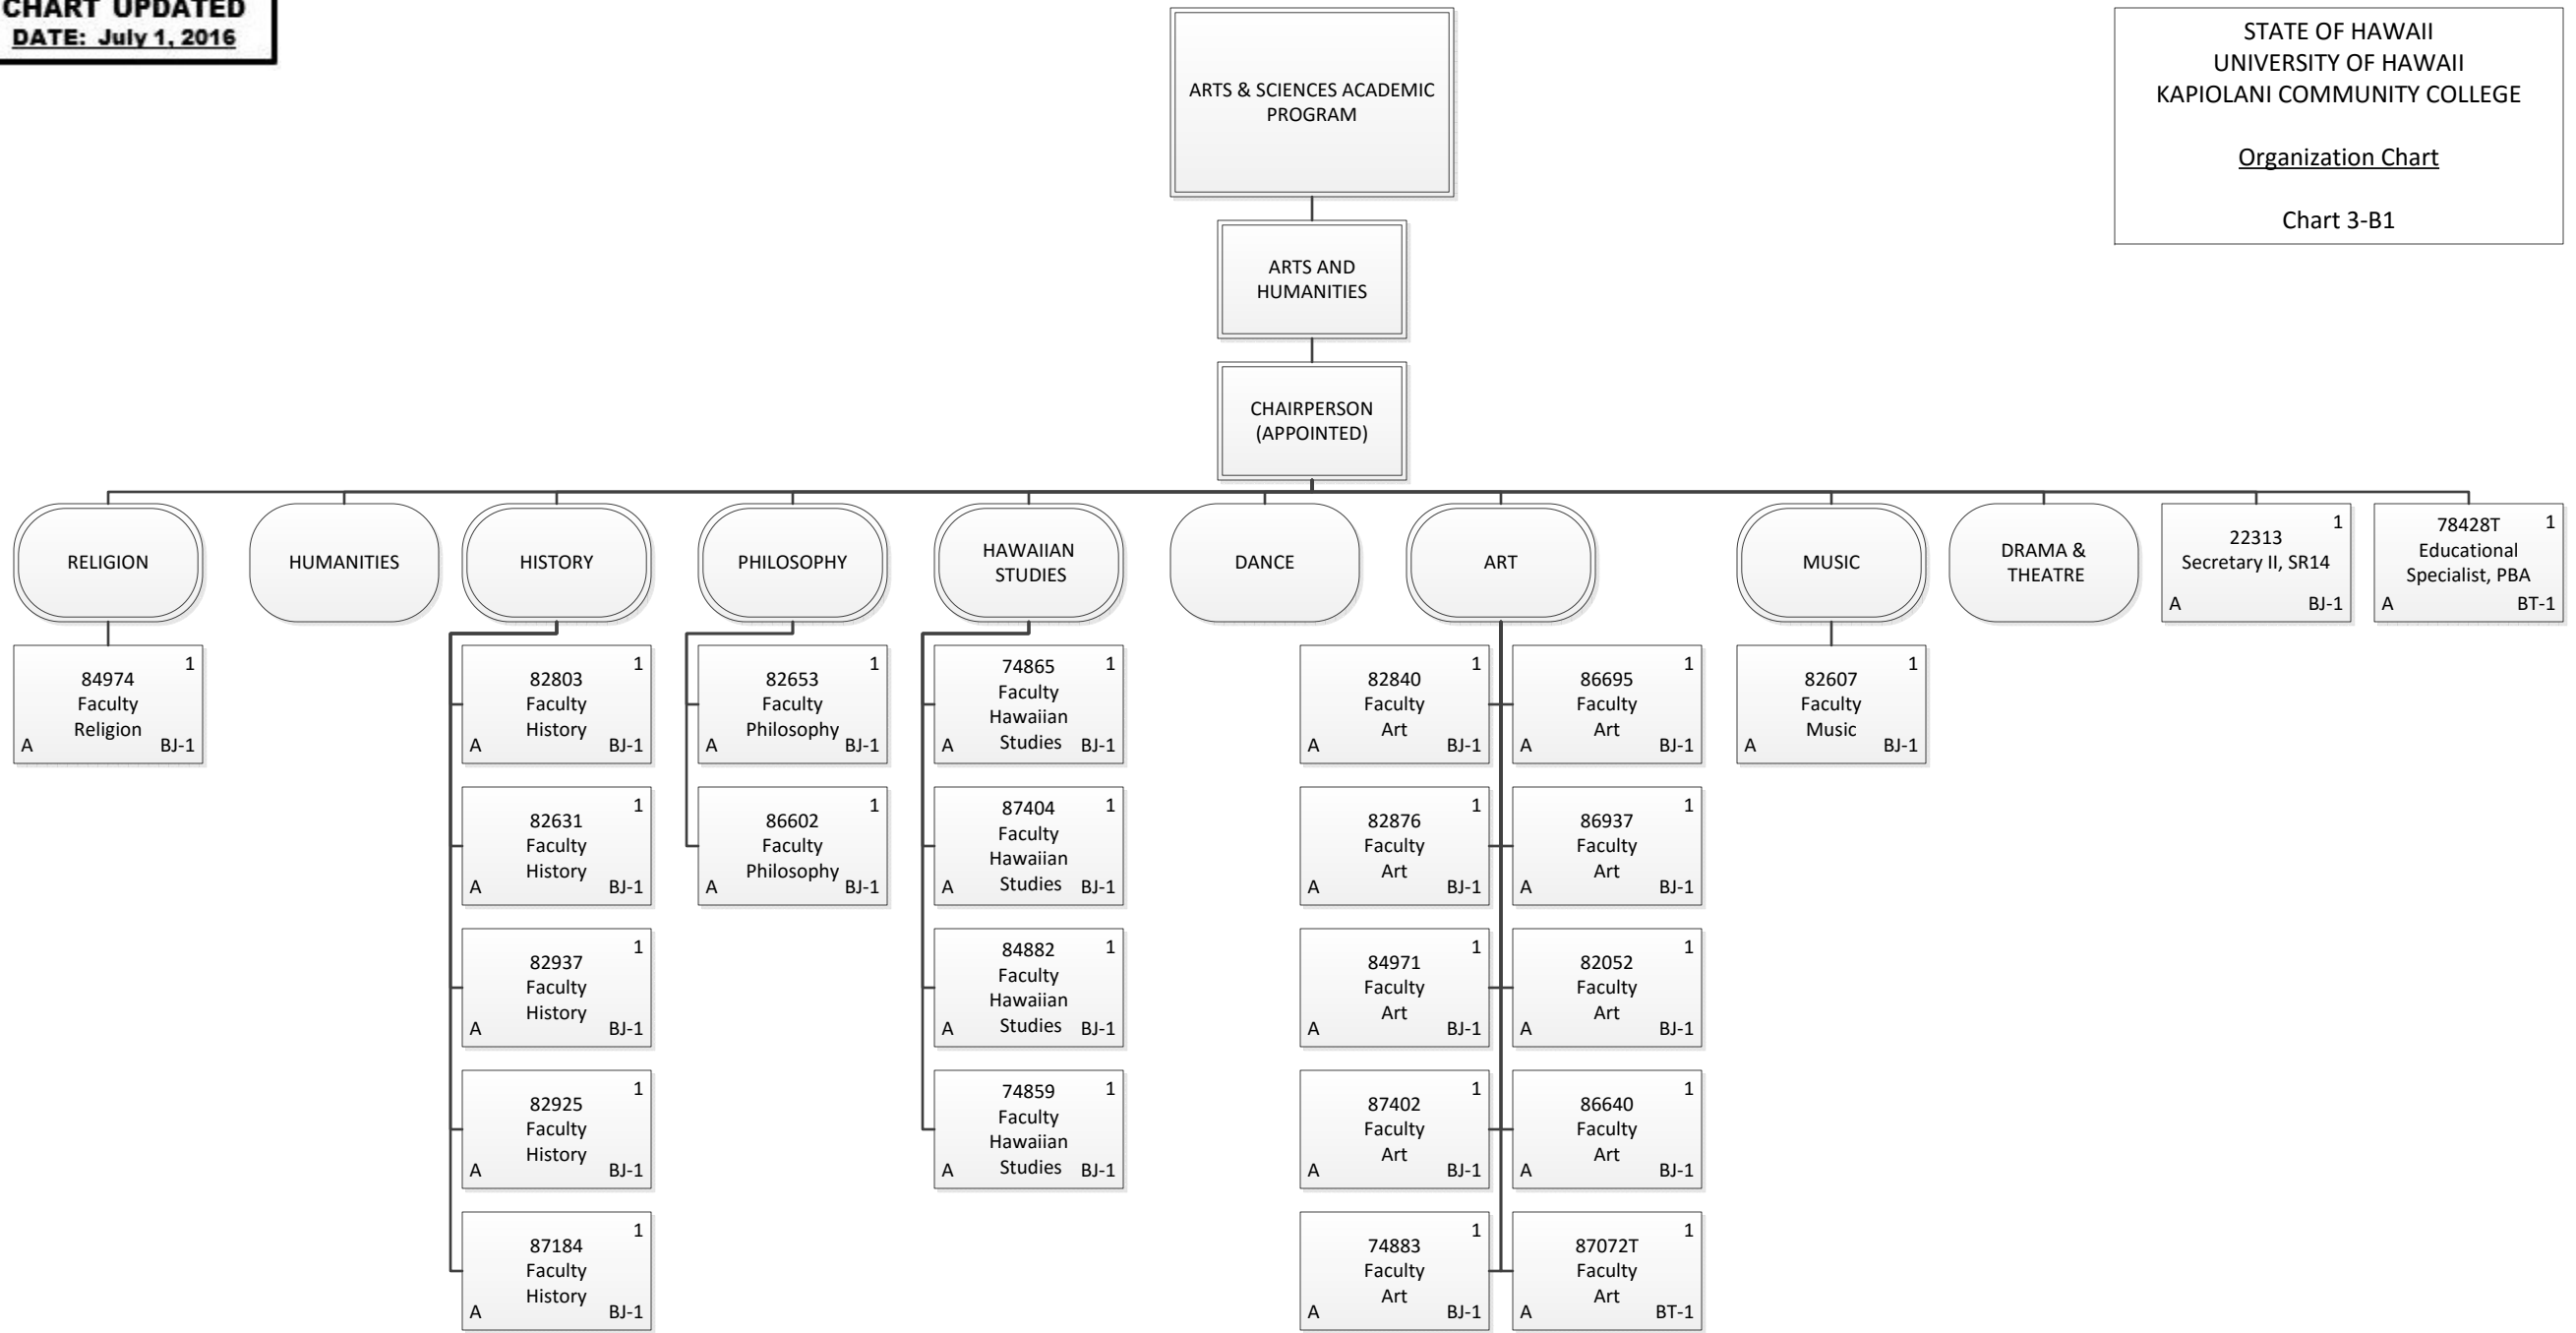 CHART UPDATED
DATE: July 1, 2016
STATE OF HAWAII
UNIVERSITY OF HAWAII
KAPIOLANI COMMUNITY COLLEGE
Organization Chart
Chart 3-B1
ARTS & SCIENCES ACADEMIC
PROGRAM
ARTS AND
HUMANITIES
CHAIRPERSON
(APPOINTED)
RELIGION
1
84974
Faculty
Religion
A
BJ-1
HUMANITIES
HISTORY
1
82803
Faculty
History
A
BJ-1
1
82631
Faculty
History
A
BJ-1
1
82937
Faculty
History
A
BJ-1
1
82925
Faculty
History
A
BJ-1
1
87184
Faculty
History
A
BJ-1
PHILOSOPHY
1
82653
Faculty
Philosophy
A
BJ-1
1
86602
Faculty
Philosophy
A
BJ-1
HAWAIIAN
STUDIES
1
74865
Faculty
Hawaiian
Studies
A
BJ-1
1
87404
Faculty
Hawaiian
Studies
A
BJ-1
1
84882
Faculty
Hawaiian
Studies
A
BJ-1
1
74859
Faculty
Hawaiian
Studies
A
BJ-1
DANCE
ART
1
82840
Faculty
Art
A
BJ-1
1
86695
Faculty
Art
A
BJ-1
1
82876
Faculty
Art
A
BJ-1
1
86937
Faculty
Art
A
BJ-1
1
84971
Faculty
Art
A
BJ-1
1
82052
Faculty
Art
A
BJ-1
1
87402
Faculty
Art
A
BJ-1
1
86640
Faculty
Art
A
BJ-1
1
74883
Faculty
Art
A
BJ-1
1
87072T
Faculty
Art
A
BT-1
MUSIC
1
82607
Faculty
Music
A
BJ-1
DRAMA &
THEATRE
1
22313
Secretary II, SR14
A
BJ-1
1
78428T
Educational
Specialist, PBA
A
BT-1